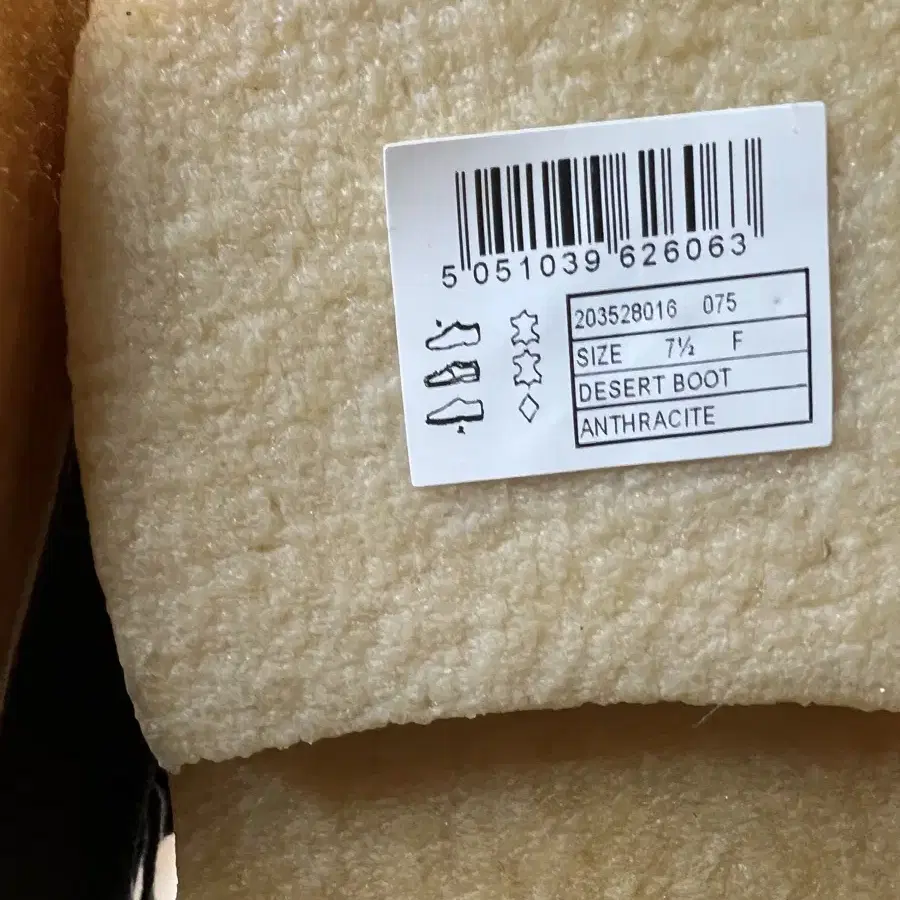 5 051039 626063
203528016 075
SIZE 7½ F
DESERT BOOT
ANTHRACITE